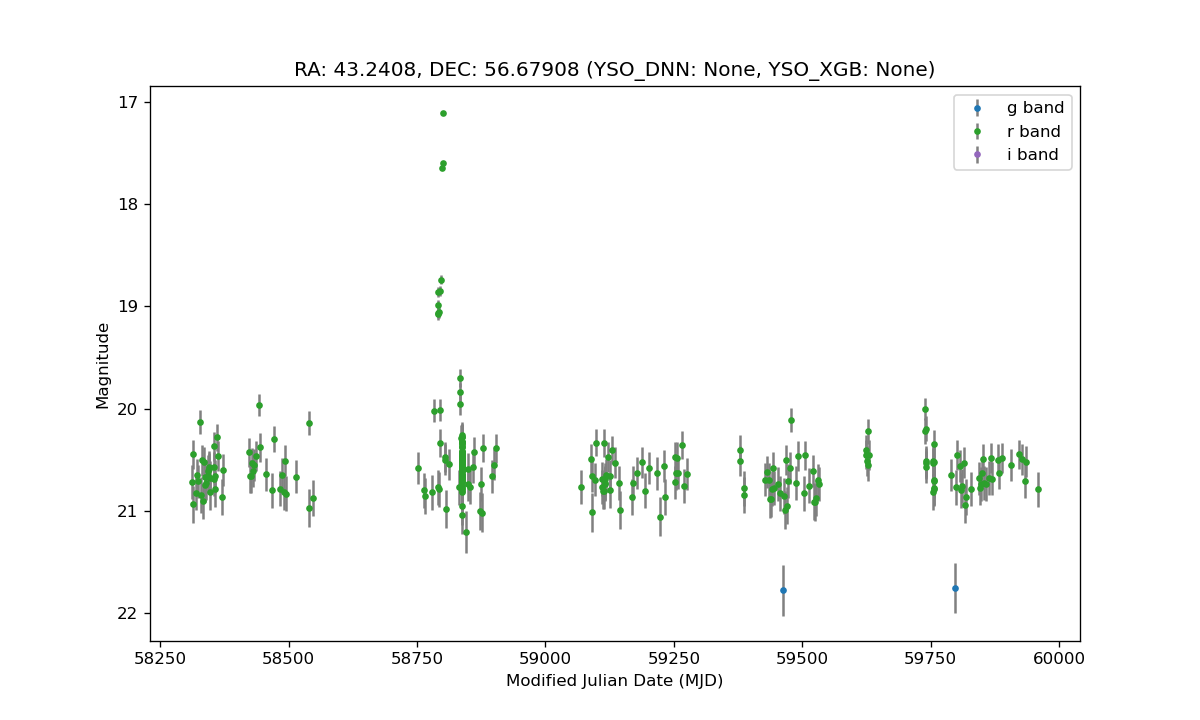 RA: 43.2408, DEC: 56.67908 (YSO_DNN: None, YSO_XGB: None)
g band
r band
i band
17
18
19
20
21
22
Magnitude
58250 58500 58750 59000 59250 59500 59750 60000
Modified Julian Date (MJD)